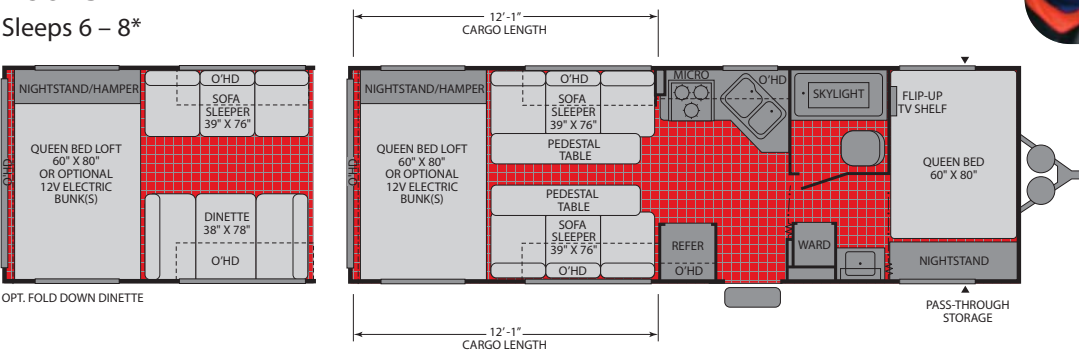 Sleeps 6 – 8*
12'-1"
CARGO LENGTH
NIGHTSTAND/HAMPER
O'HD
SOFA
SLEEPER
39" X 76"
QUEEN BED LOFT
60" X 80"
OR OPTIONAL
12V ELECTRIC
BUNK(S)
O'HD
DINETTE
38" X 78"
O'HD
OPT. FOLD DOWN DINETTE
NIGHTSTAND/HAMPER
O'HD
SOFA
SLEEPER
39" X 76"
PEDESTAL
TABLE
QUEEN BED LOFT
60" X 80"
OR OPTIONAL
12V ELECTRIC
BUNK(S)
O'HD
PEDESTAL
TABLE
SOFA
SLEEPER
39" X 76"
O'HD
MICRO
O'HD
SKYLIGHT
FLIP-UP
TV SHELF
QUEEN BED
60" X 80"
REFER
O'HD
WARD
NIGHTSTAND
PASS-THROUGH
STORAGE
12'-1"
CARGO LENGTH